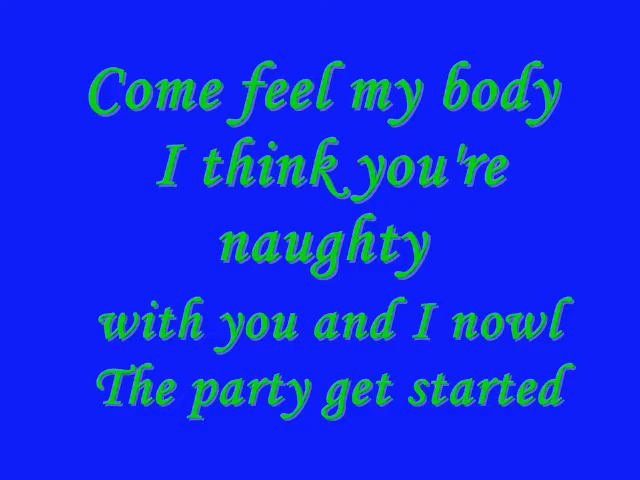 Come feel my body
I think you're
naughty
with you and I nowl
The party get started